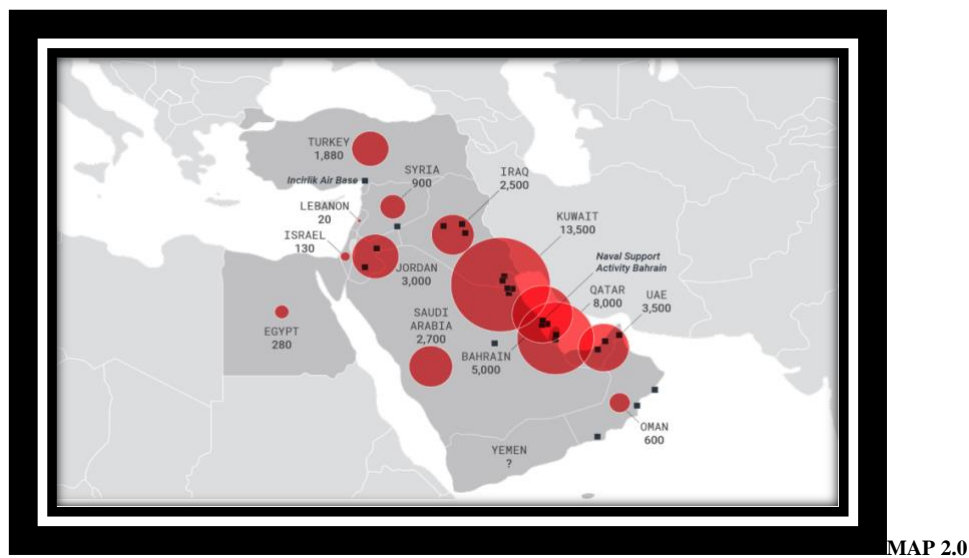 TURKEY
1,880
Incirlik Air Base
SYRIA
900
IRAQ
2,500
LEBANON
20
ISRAEL
130
JORDAN
3,000
KUWAIT
13,500
Naval Support
Activity Bahrain
QATAR
8,000
UAE
3,500
EGYPT
280
SAUDI
ARABIA
2,700
BAHRAIN
5,000
OMAN
600
YEMEN
?
MAP 2.0